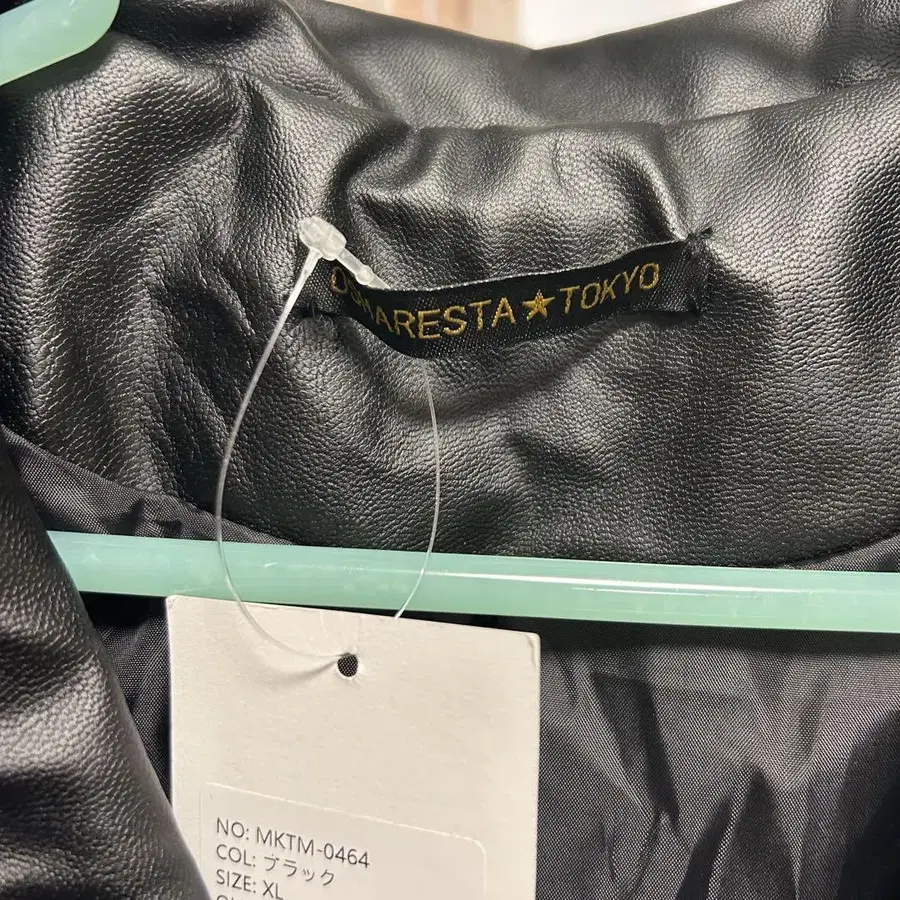 OSHARESTA★TOKYO
NO: MKTM-0464
COL: ブラック
SIZE: XL